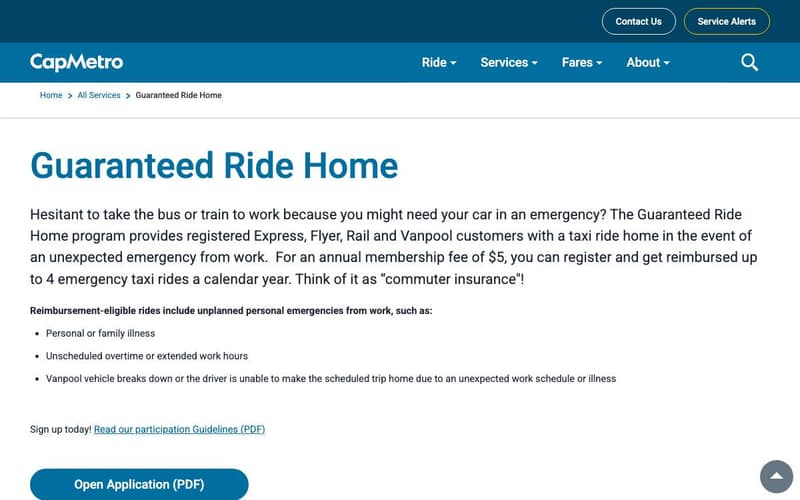 Contact Us
Service Alerts
CapMetro
Ride
Services
Fares
About
Home > All Services > Guaranteed Ride Home
Guaranteed Ride Home
Hesitant to take the bus or train to work because you might need your car in an emergency? The Guaranteed Ride
Home program provides registered Express, Flyer, Rail and Vanpool customers with a taxi ride home in the event of
an unexpected emergency from work.  For an annual membership fee of $5, you can register and get reimbursed up
to 4 emergency taxi rides a calendar year. Think of it as “commuter insurance"!
Reimbursement-eligible rides include unplanned personal emergencies from work, such as:
• Personal or family illness
• Unscheduled overtime or extended work hours
• Vanpool vehicle breaks down or the driver is unable to make the scheduled trip home due to an unexpected work schedule or illness
Sign up today! Read our participation Guidelines (PDF)
Open Application (PDF)